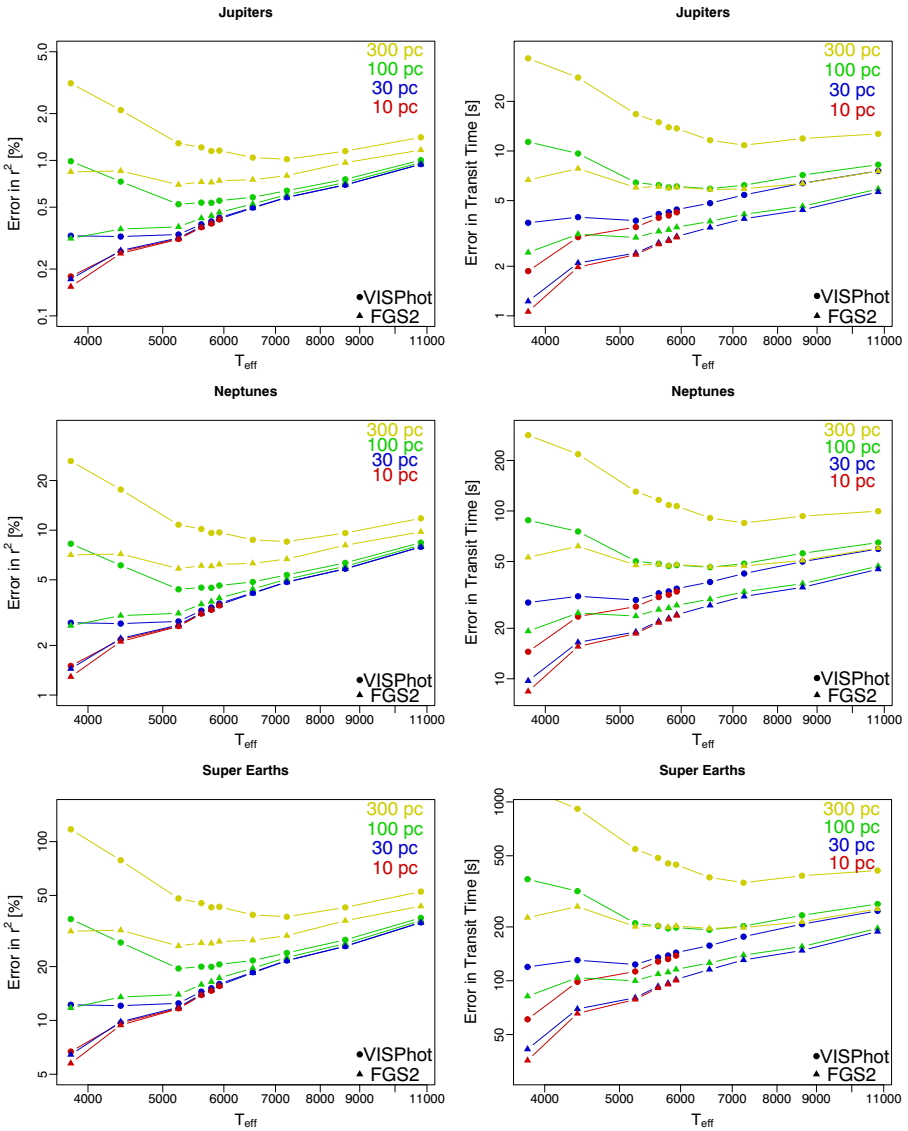 Jupiters
Error in r² [%]
5.0
2.0
1.0
0.5
0.2
0.1
300 pc
100 pc
30 pc
10 pc
VISPhot
FGS2
4000 5000 6000 7000 8000 9000 11000
T_eff
Jupiters
Error in Transit Time [s]
20
10
5
2
1
300 pc
100 pc
30 pc
10 pc
VISPhot
FGS2
4000 5000 6000 7000 8000 9000 11000
T_eff
Neptunes
Error in r² [%]
20
10
5
2
1
300 pc
100 pc
30 pc
10 pc
VISPhot
FGS2
4000 5000 6000 7000 8000 9000 11000
T_eff
Neptunes
Error in Transit Time [s]
200
100
50
20
10
300 pc
100 pc
30 pc
10 pc
VISPhot
FGS2
4000 5000 6000 7000 8000 9000 11000
T_eff
Super Earths
Error in r² [%]
100
50
20
10
5
300 pc
100 pc
30 pc
10 pc
VISPhot
FGS2
4000 5000 6000 7000 8000 9000 11000
T_eff
Super Earths
Error in Transit Time [s]
1000
500
200
100
50
300 pc
100 pc
30 pc
10 pc
VISPhot
FGS2
4000 5000 6000 7000 8000 9000 11000
T_eff